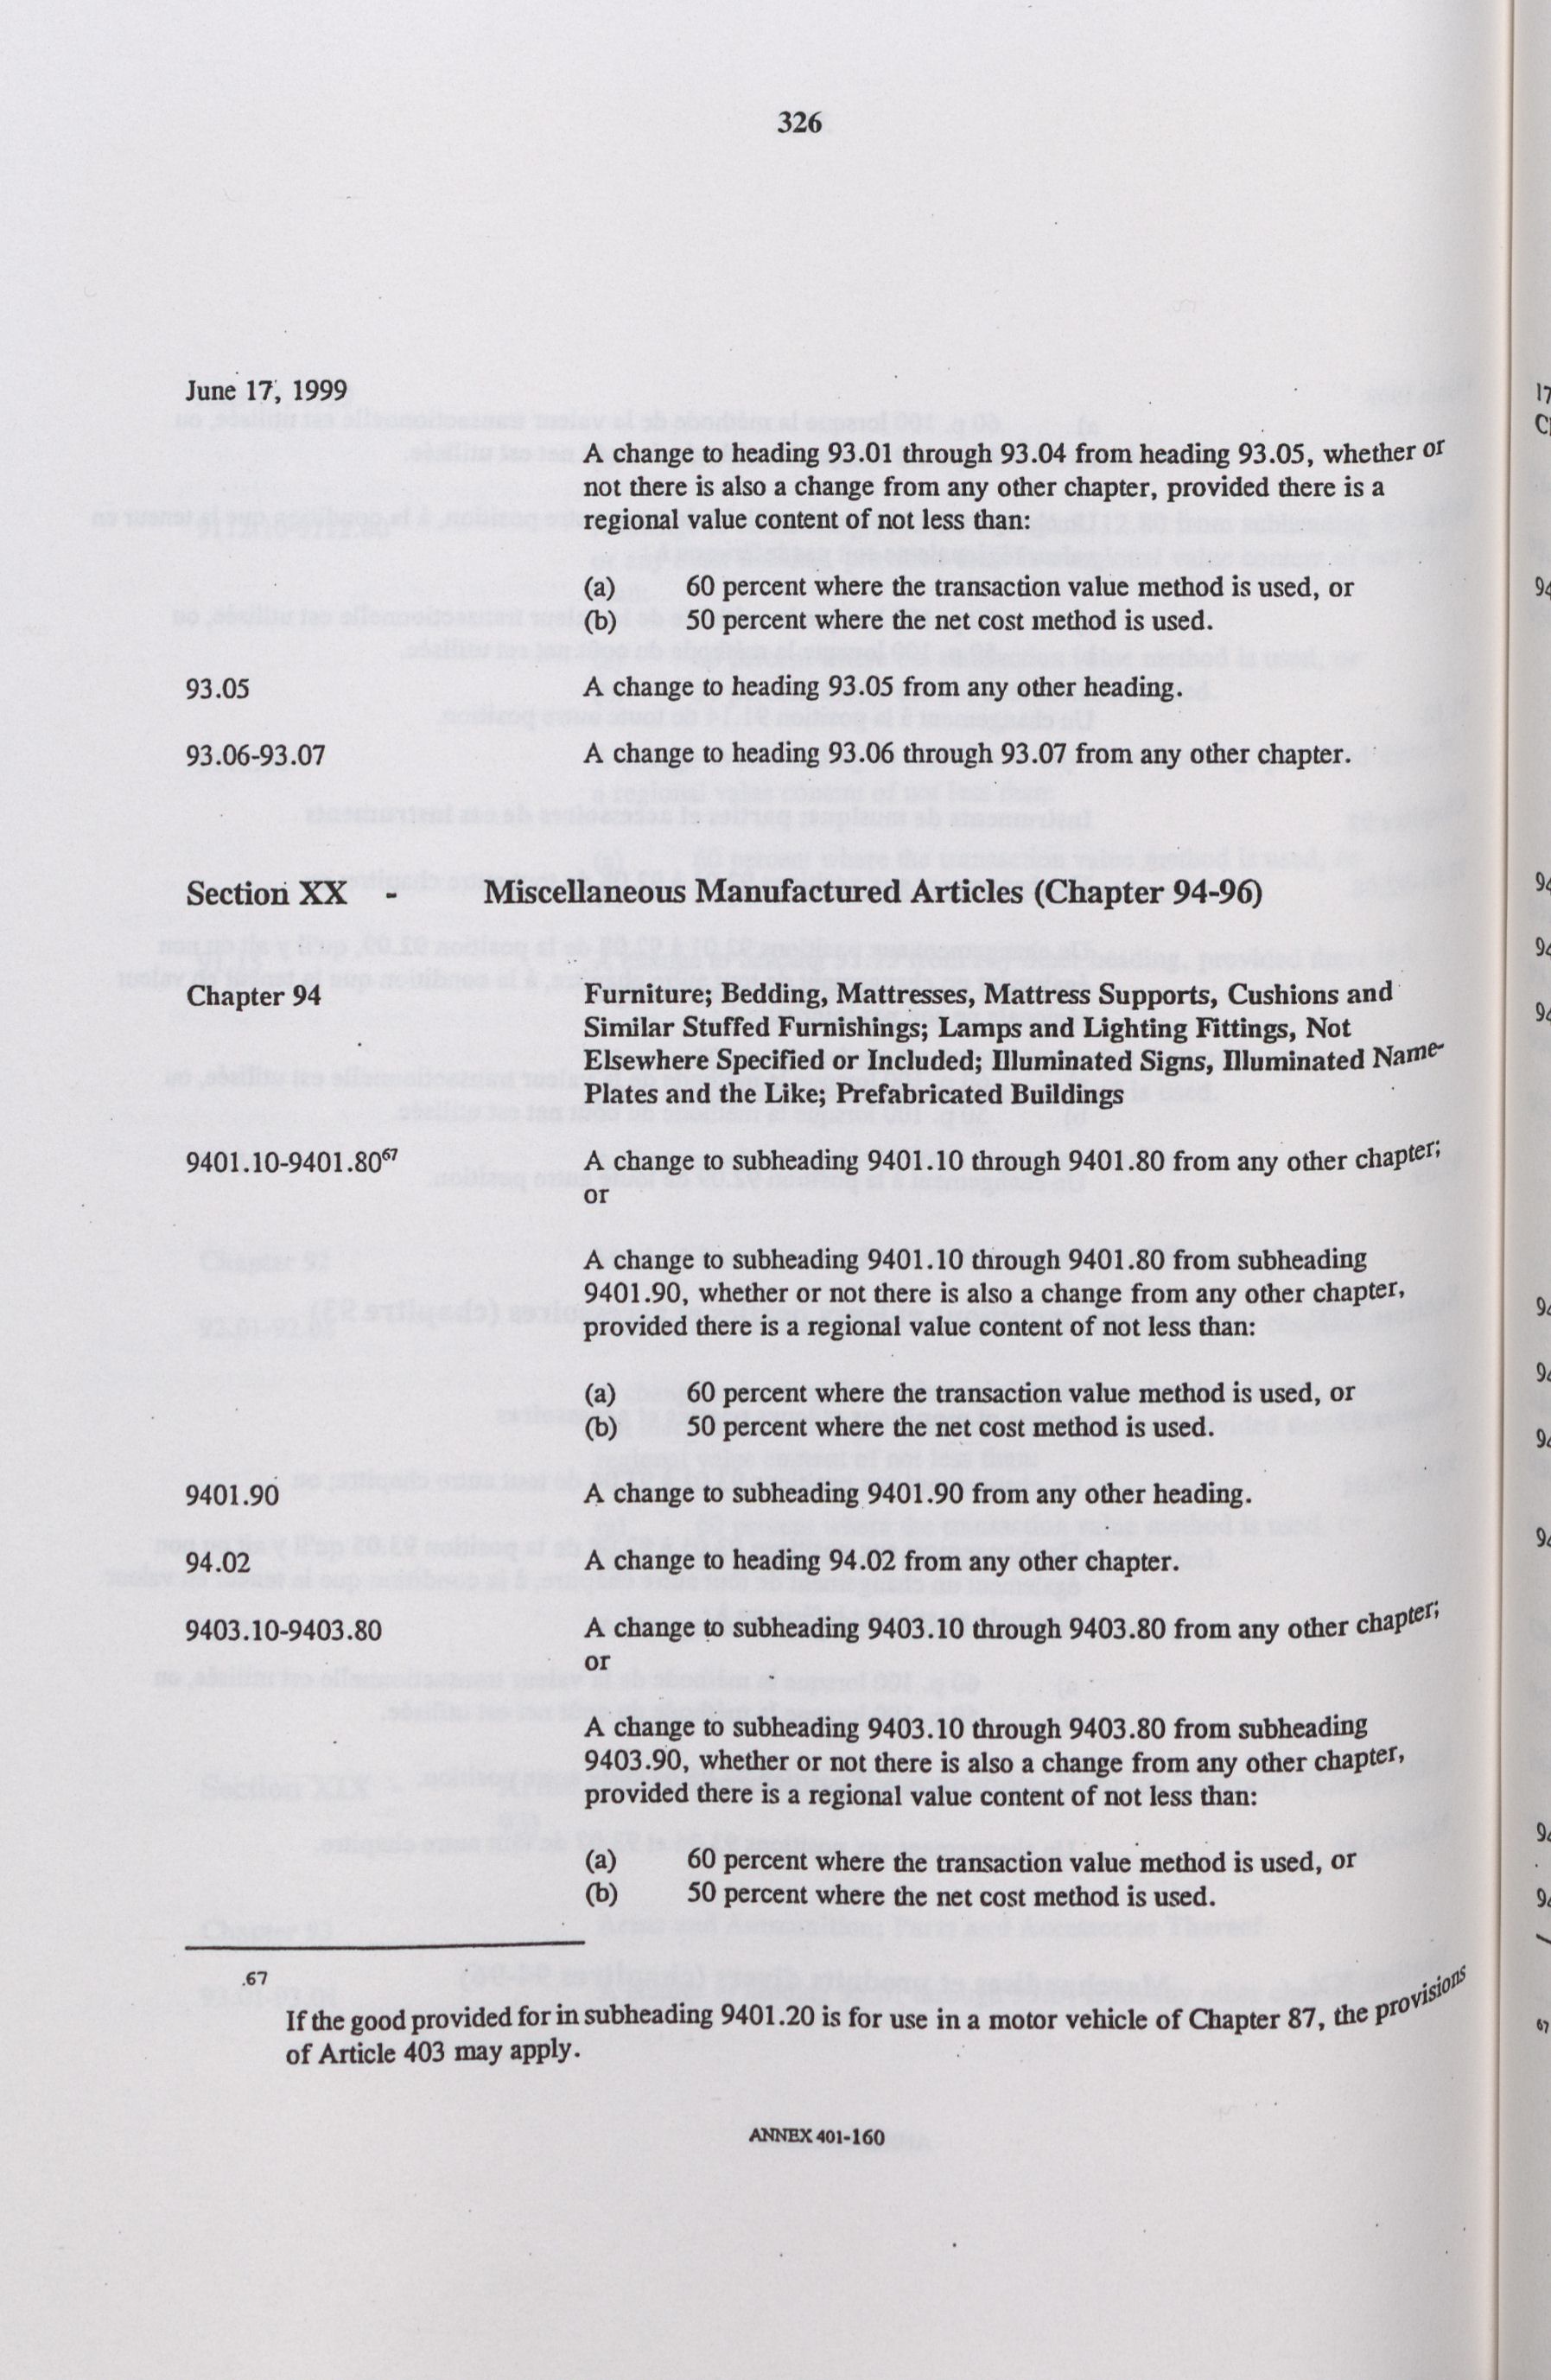 326
June 17, 1999
A change to heading 93.01 through 93.04 from heading 93.05, whether or
not there is also a change from any other chapter, provided there is a
regional value content of not less than:
(a) 60 percent where the transaction value method is used, or
(b) 50 percent where the net cost method is used.
93.05 A change to heading 93.05 from any other heading.
93.06-93.07 A change to heading 93.06 through 93.07 from any other chapter.
Section XX - Miscellaneous Manufactured Articles (Chapter 94-96)
Chapter 94 Furniture; Bedding, Mattresses, Mattress Supports, Cushions and
Similar Stuffed Furnishings; Lamps and Lighting Fittings, Not
Elsewhere Specified or Included; Illuminated Signs, Illuminated Name-
Plates and the Like; Prefabricated Buildings
9401.10-9401.80⁶⁷ A change to subheading 9401.10 through 9401.80 from any other chapter;
or
A change to subheading 9401.10 through 9401.80 from subheading
9401.90, whether or not there is also a change from any other chapter,
provided there is a regional value content of not less than:
(a) 60 percent where the transaction value method is used, or
(b) 50 percent where the net cost method is used.
9401.90 A change to subheading 9401.90 from any other heading.
94.02 A change to heading 94.02 from any other chapter.
9403.10-9403.80 A change to subheading 9403.10 through 9403.80 from any other chapter;
or
A change to subheading 9403.10 through 9403.80 from subheading
9403.90, whether or not there is also a change from any other chapter,
provided there is a regional value content of not less than:
(a) 60 percent where the transaction value method is used, or
(b) 50 percent where the net cost method is used.
67
If the good provided for in subheading 9401.20 is for use in a motor vehicle of Chapter 87, the provisions
of Article 403 may apply.
ANNEX 401-160